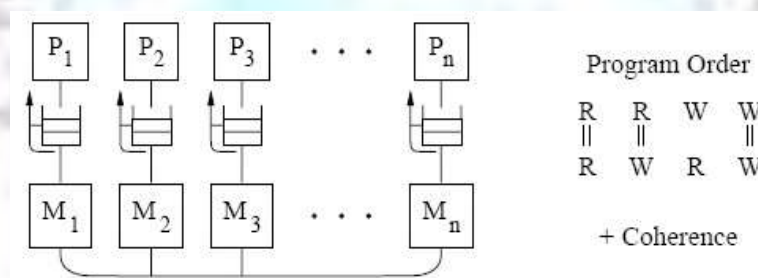 P1 P2 P3 . . . Pn
Program Order
R R W W
|| || ||
R W R W
M1 M2 M3 . . . Mn
+ Coherence